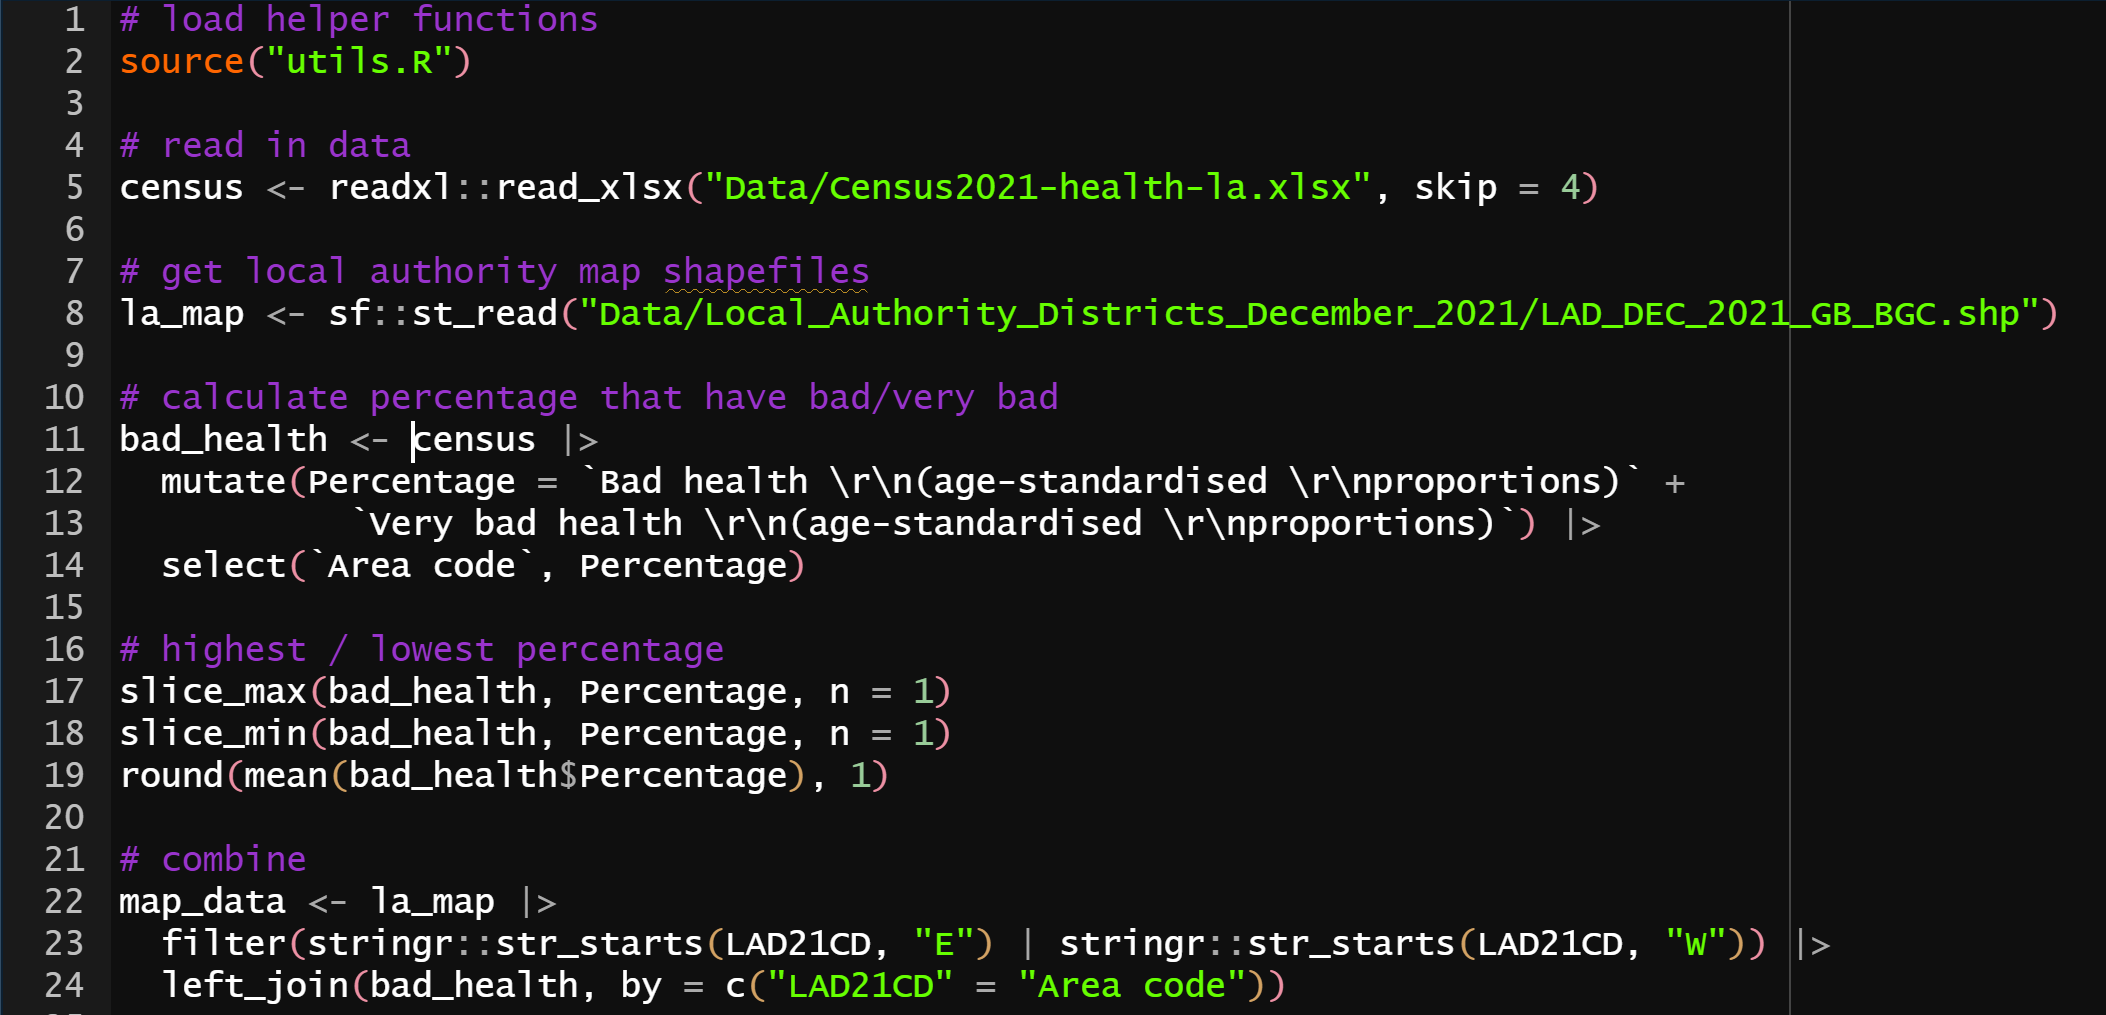 1 # load helper functions
2 source("utils.R")
3
4 # read in data
5 census <- readxl::read_xlsx("Data/Census2021-health-la.xlsx", skip = 4)
6
7 # get local authority map shapefiles
8 la_map <- sf::st_read("Data/Local_Authority_Districts_December_2021/LAD_DEC_2021_GB_BGC.shp")
9
10 # calculate percentage that have bad/very bad
11 bad_health <- census |>
12   mutate(Percentage = `Bad health \r\n(age-standardised \r\nproportions)` +
13            `Very bad health \r\n(age-standardised \r\nproportions)`) |>
14   select(`Area code`, Percentage)
15
16 # highest / lowest percentage
17 slice_max(bad_health, Percentage, n = 1)
18 slice_min(bad_health, Percentage, n = 1)
19 round(mean(bad_health$Percentage), 1)
20
21 # combine
22 map_data <- la_map |>
23   filter(stringr::str_starts(LAD21CD, "E") | stringr::str_starts(LAD21CD, "W")) |>
24   left_join(bad_health, by = c("LAD21CD" = "Area code"))